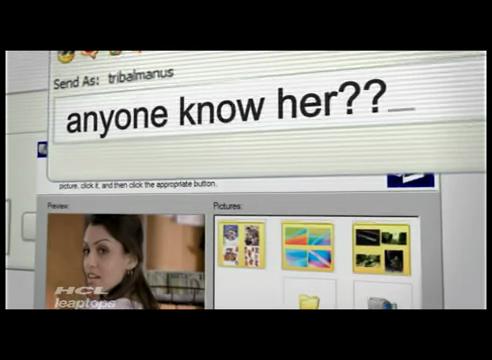 Send As: tribalmanus
anyone know her??_
picture, click it, and then click the appropriate button.
Preview:
Pictures:
HCL
leaptops